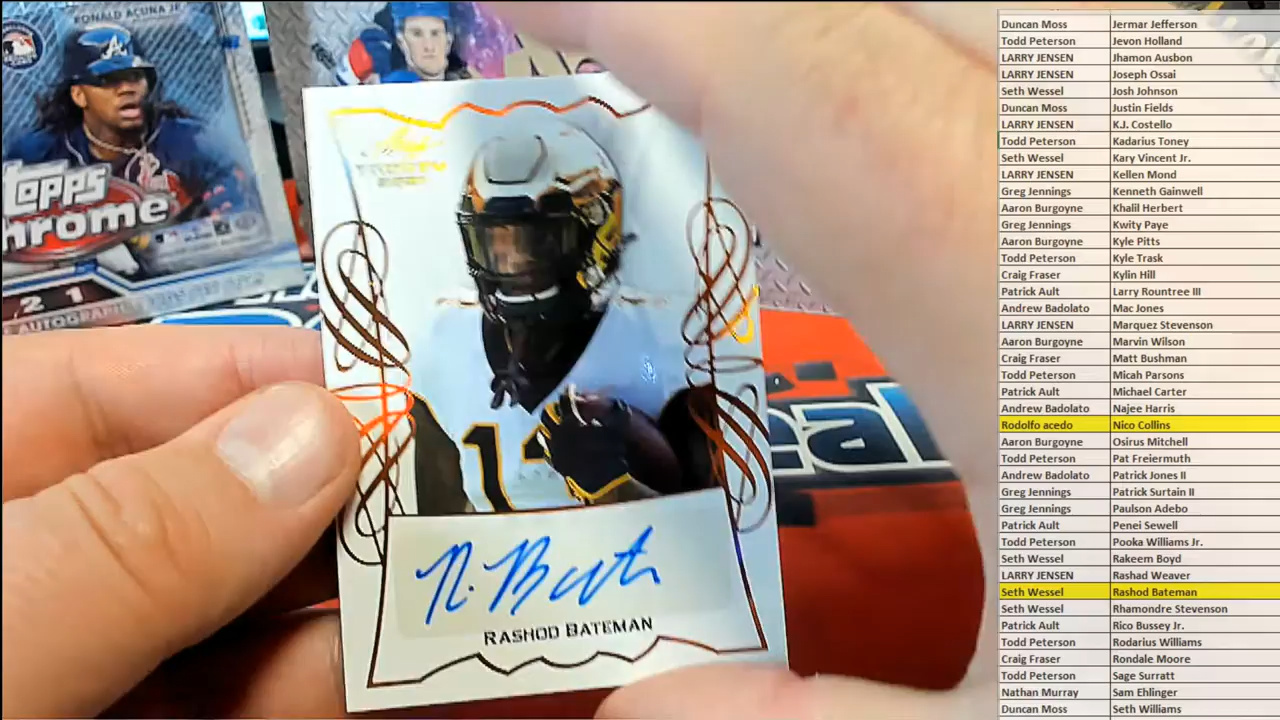 RONALD ACUNA JR.
topps
chrome
2 1
AUTOGRAPH
TRINITY
12
R. Bat
RASHOD BATEMAN
eal
Duncan Moss Jermar Jefferson
Todd Peterson Jevon Holland
LARRY JENSEN Jhamon Ausbon
LARRY JENSEN Joseph Ossai
Seth Wessel Josh Johnson
Duncan Moss Justin Fields
LARRY JENSEN K.J. Costello
Todd Peterson Kadarius Toney
Seth Wessel Kary Vincent Jr.
LARRY JENSEN Kellen Mond
Greg Jennings Kenneth Gainwell
Aaron Burgoyne Khalil Herbert
Greg Jennings Kwity Paye
Aaron Burgoyne Kyle Pitts
Todd Peterson Kyle Trask
Craig Fraser Kylin Hill
Patrick Ault Larry Rountree III
Andrew Badolato Mac Jones
LARRY JENSEN Marquez Stevenson
Aaron Burgoyne Marvin Wilson
Craig Fraser Matt Bushman
Todd Peterson Micah Parsons
Patrick Ault Michael Carter
Andrew Badolato Najee Harris
Rodolfo acedo Nico Collins
Aaron Burgoyne Osirus Mitchell
Todd Peterson Pat Freiermuth
Andrew Badolato Patrick Jones II
Greg Jennings Patrick Surtain II
Greg Jennings Paulson Adebo
Patrick Ault Penei Sewell
Todd Peterson Pooka Williams Jr.
Seth Wessel Rakeem Boyd
LARRY JENSEN Rashad Weaver
Seth Wessel Rashod Bateman
Seth Wessel Rhamondre Stevenson
Patrick Ault Rico Bussey Jr.
Todd Peterson Rodarius Williams
Craig Fraser Rondale Moore
Todd Peterson Sage Surratt
Nathan Murray Sam Ehlinger
Duncan Moss Seth Williams